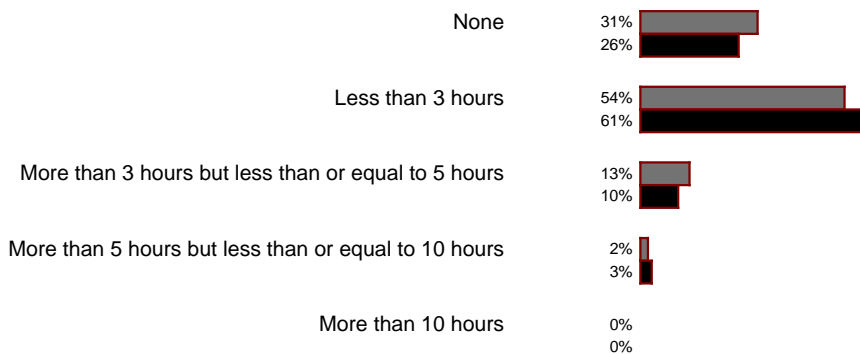 None 31%
26%
Less than 3 hours 54%
61%
More than 3 hours but less than or equal to 5 hours 13%
10%
More than 5 hours but less than or equal to 10 hours 2%
3%
More than 10 hours 0%
0%